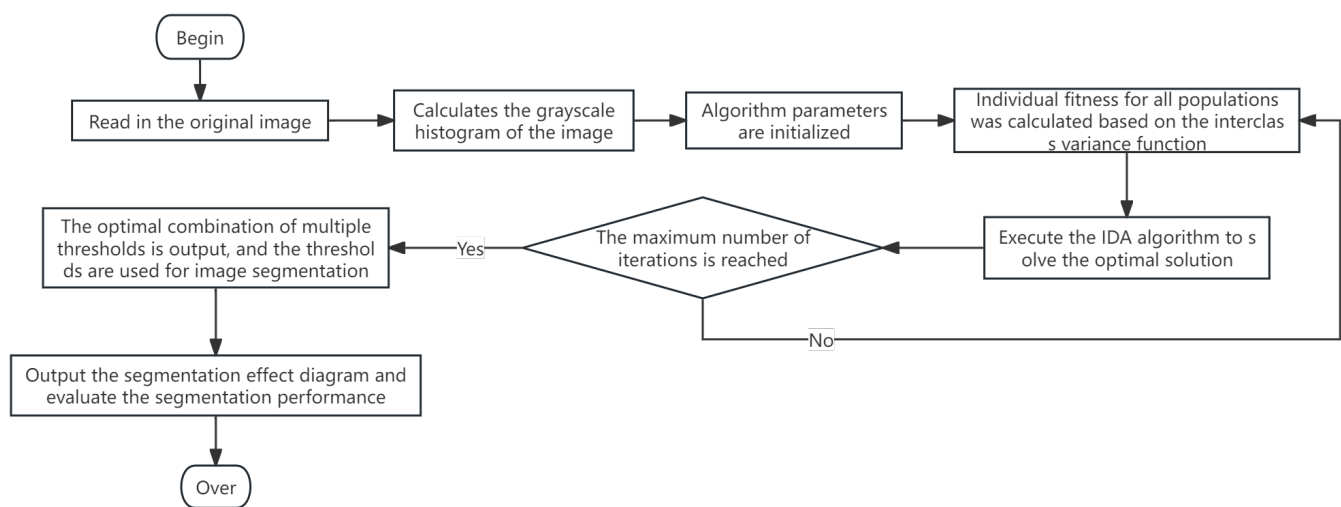 Begin
Read in the original image
Calculates the grayscale
histogram of the image
Algorithm parameters
are initialized
Individual fitness for all populations
was calculated based on the interclas
s variance function
Execute the IDA algorithm to s
olve the optimal solution
The maximum number of
iterations is reached
Yes
No
The optimal combination of multiple
thresholds is output, and the threshol
ds are used for image segmentation
Output the segmentation effect diagram and
evaluate the segmentation performance
Over